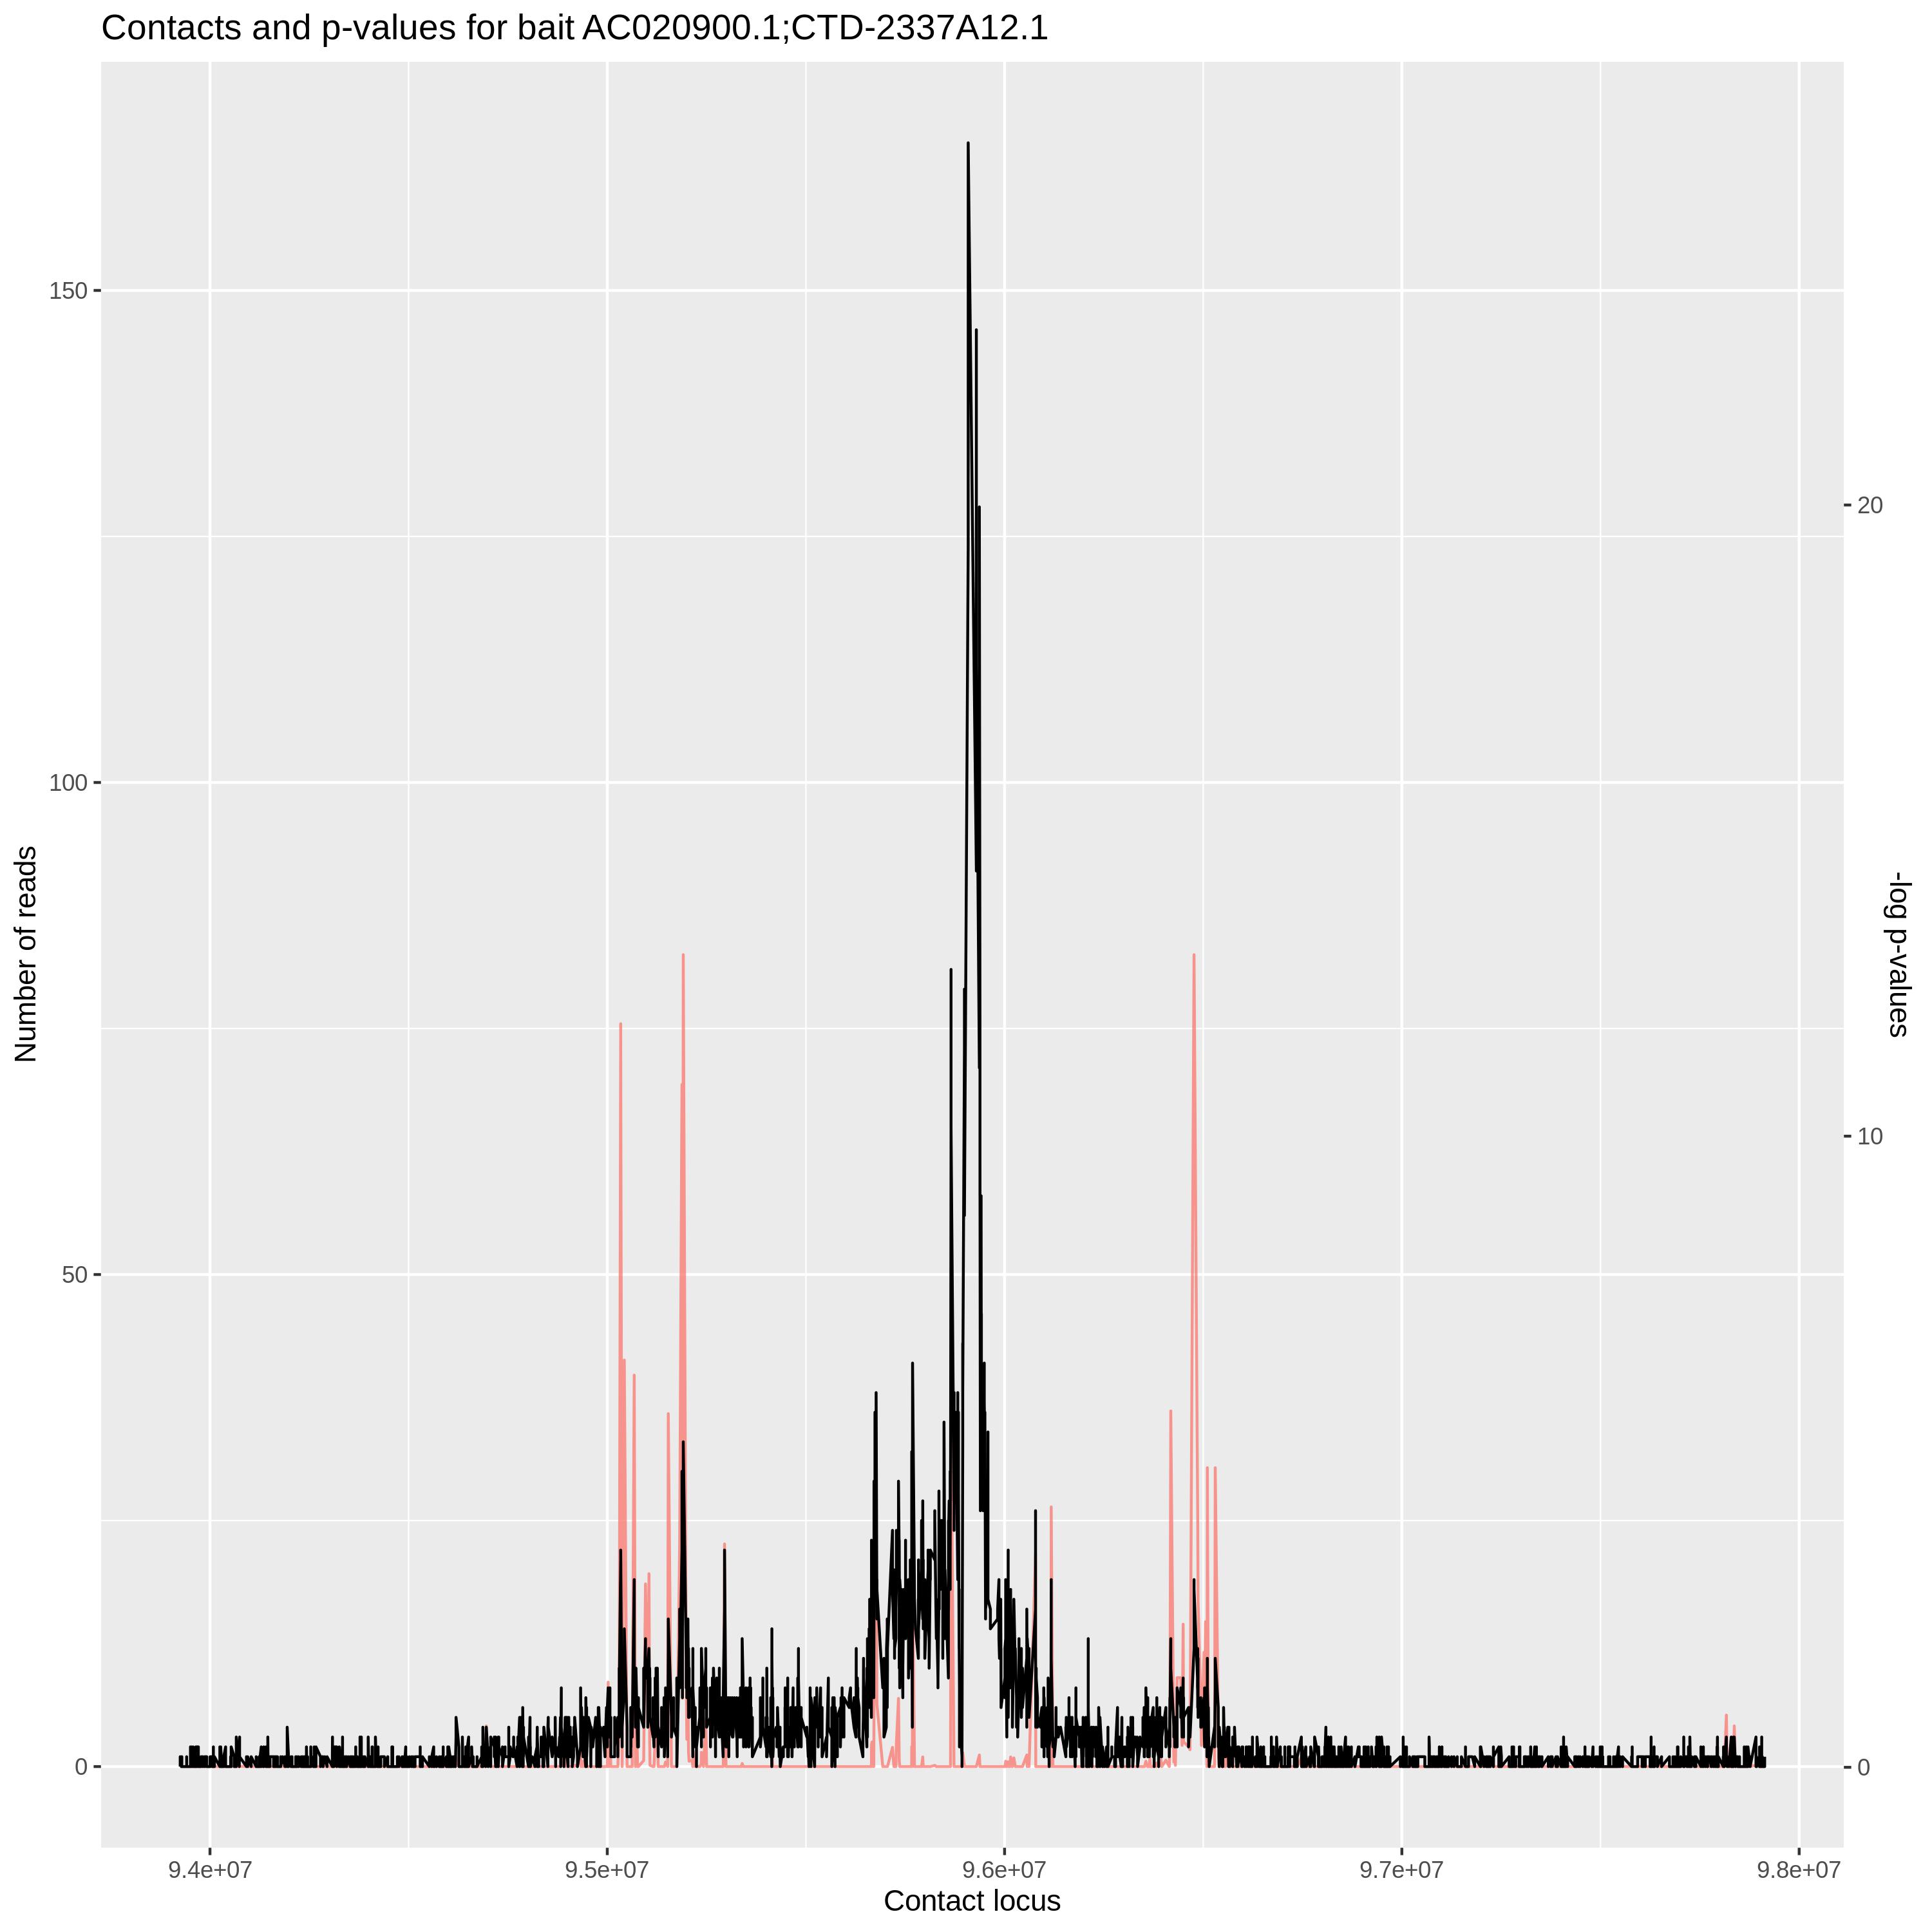 Contacts and p-values for bait AC020900.1;CTD-2337A12.1
150
100
50
0
Number of reads
20
10
0
-log p-values
9.4e+07
9.5e+07
9.6e+07
9.7e+07
9.8e+07
Contact locus